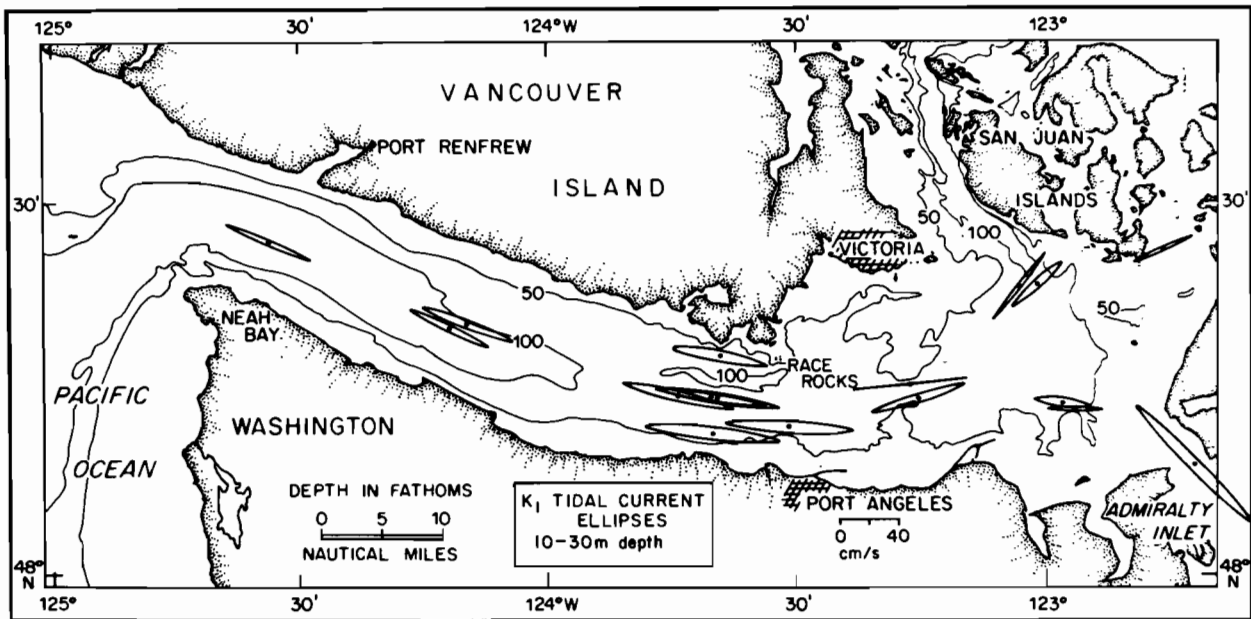 125° 30' 124°W 30' 123°
VANCOUVER
PORT RENFREW
SAN JUAN
ISLAND
ISLANDS
30' 30'
50
100
VICTORIA
50
50
NEAH
BAY
100
100
RACE
ROCKS
PACIFIC
WASHINGTON
OCEAN
DEPTH IN FATHOMS
0 5 10
NAUTICAL MILES
K₁ TIDAL CURRENT
ELLIPSES
10-30m depth
PORT ANGELES
0 40
cm/s
ADMIRALTY
INLET
48°
N
48°
N
125° 30' 124°W 30' 123°